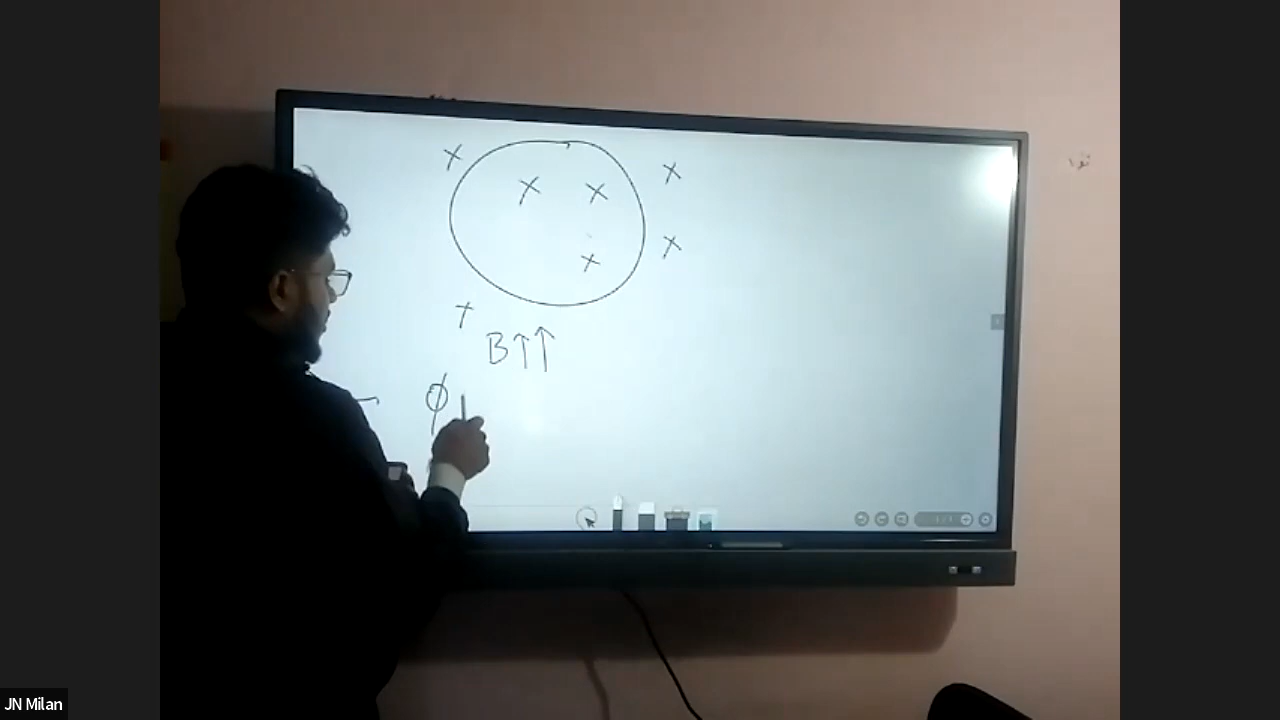 × ×
× ×
×
×
×
B↑↑
ϕ
JN Milan